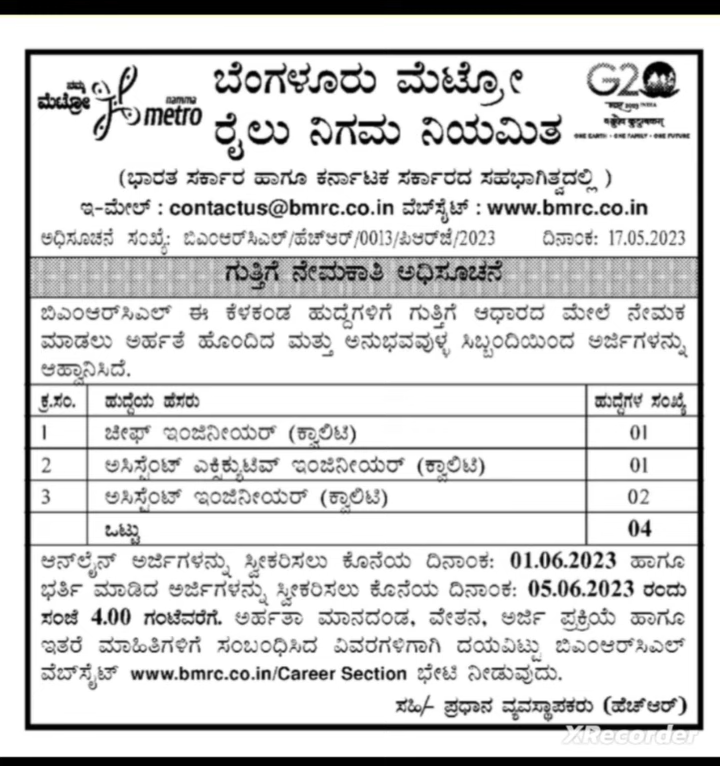 ನಮ್ಮ
ಮೆಟ್ರೋ
namma
metro
ಬೆಂಗಳೂರು ಮೆಟ್ರೋ
ರೈಲು ನಿಗಮ ನಿಯಮಿತ
G20
ONE EARTH • ONE FAMILY • ONE FUTURE
(ಭಾರತ ಸರ್ಕಾರ ಹಾಗೂ ಕರ್ನಾಟಕ ಸರ್ಕಾರದ ಸಹಭಾಗಿತ್ವದಲ್ಲಿ )
ಇ-ಮೇಲ್ : contactus@bmrc.co.in ವೆಬ್‌ಸೈಟ್ : www.bmrc.co.in
ಅಧಿಸೂಚನೆ ಸಂಖ್ಯೆ: ಬಿಎಂಆರ್‌ಸಿಎಲ್/ಹೆಚ್‌ಆರ್/0013/ಪಿಆರ್‌ಜೆ/2023 ದಿನಾಂಕ: 17.05.2023
ಗುತ್ತಿಗೆ ನೇಮಕಾತಿ ಅಧಿಸೂಚನೆ
ಬಿಎಂಆರ್‌ಸಿಎಲ್ ಈ ಕೆಳಕಂಡ ಹುದ್ದೆಗಳಿಗೆ ಗುತ್ತಿಗೆ ಆಧಾರದ ಮೇಲೆ ನೇಮಕ
ಮಾಡಲು ಅರ್ಹತೆ ಹೊಂದಿದ ಮತ್ತು ಅನುಭವವುಳ್ಳ ಸಿಬ್ಬಂದಿಯಿಂದ ಅರ್ಜಿಗಳನ್ನು
ಆಹ್ವಾನಿಸಿದೆ.
ಕ್ರ.ಸಂ. ಹುದ್ದೆಯ ಹೆಸರು ಹುದ್ದೆಗಳ ಸಂಖ್ಯೆ
1 ಚೀಫ್ ಇಂಜಿನೀಯರ್ (ಕ್ವಾಲಿಟಿ) 01
2 ಅಸಿಸ್ಟೆಂಟ್ ಎಕ್ಸಿಕ್ಯುಟಿವ್ ಇಂಜಿನೀಯರ್ (ಕ್ವಾಲಿಟಿ) 01
3 ಅಸಿಸ್ಟೆಂಟ್ ಇಂಜಿನೀಯರ್ (ಕ್ವಾಲಿಟಿ) 02
ಒಟ್ಟು 04
ಆನ್‌ಲೈನ್ ಅರ್ಜಿಗಳನ್ನು ಸ್ವೀಕರಿಸಲು ಕೊನೆಯ ದಿನಾಂಕ: 01.06.2023 ಹಾಗೂ
ಭರ್ತಿ ಮಾಡಿದ ಅರ್ಜಿಗಳನ್ನು ಸ್ವೀಕರಿಸಲು ಕೊನೆಯ ದಿನಾಂಕ: 05.06.2023 ರಂದು
ಸಂಜೆ 4.00 ಗಂಟೆವರೆಗೆ. ಅರ್ಹತಾ ಮಾನದಂಡ, ವೇತನ, ಅರ್ಜಿ ಪ್ರಕ್ರಿಯೆ ಹಾಗೂ
ಇತರೆ ಮಾಹಿತಿಗಳಿಗೆ ಸಂಬಂಧಿಸಿದ ವಿವರಗಳಿಗಾಗಿ ದಯವಿಟ್ಟು ಬಿಎಂಆರ್‌ಸಿಎಲ್
ವೆಬ್‌ಸೈಟ್ www.bmrc.co.in/Career Section ಭೇಟಿ ನೀಡುವುದು.
ಸಹಿ/- ಪ್ರಧಾನ ವ್ಯವಸ್ಥಾಪಕರು (ಹೆಚ್‌ಆರ್)
XRecorder